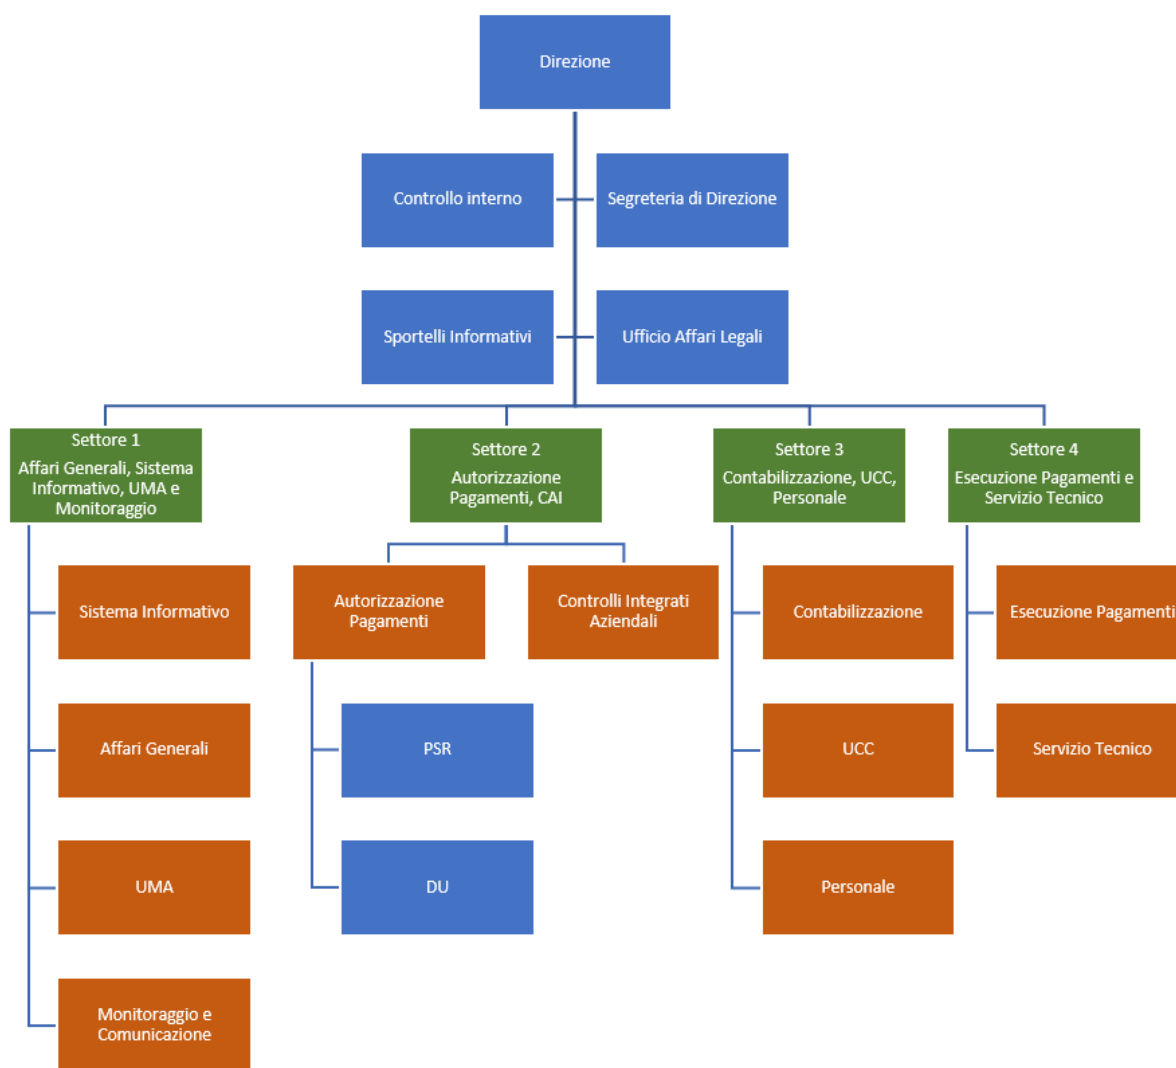 Direzione
Controllo interno
Segreteria di Direzione
Sportelli Informativi
Ufficio Affari Legali
Settore 1
Affari Generali, Sistema
Informativo, UMA e
Monitoraggio
Settore 2
Autorizzazione
Pagamenti, CAI
Settore 3
Contabilizzazione, UCC,
Personale
Settore 4
Esecuzione Pagamenti e
Servizio Tecnico
Sistema Informativo
Autorizzazione
Pagamenti
Controlli Integrati
Aziendali
Contabilizzazione
Esecuzione Pagamenti
Affari Generali
PSR
UCC
Servizio Tecnico
UMA
DU
Personale
Monitoraggio e
Comunicazione